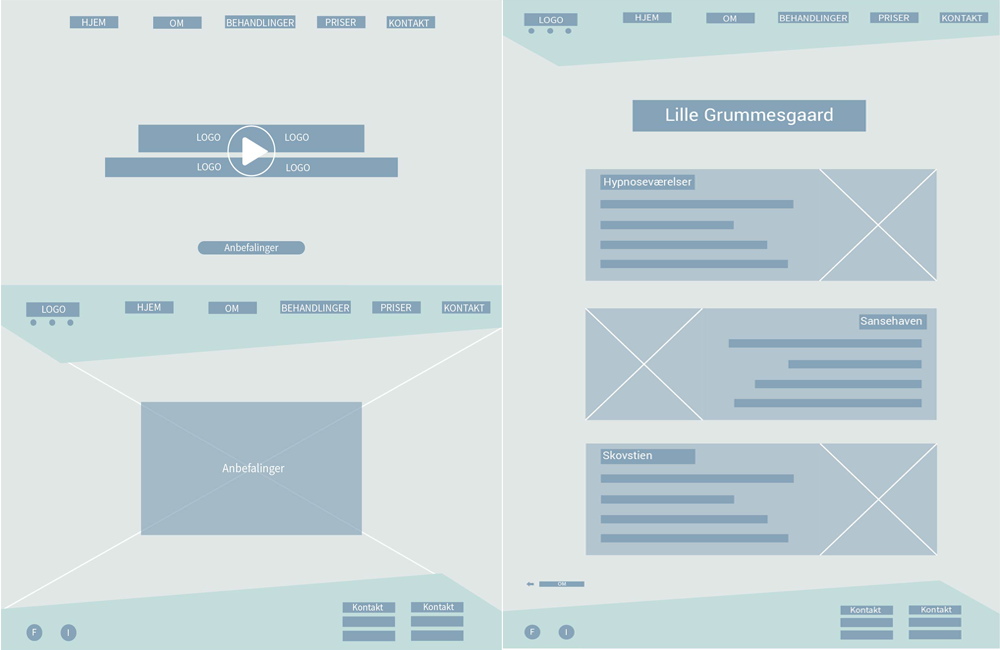 HJEM OM BEHANDLINGER PRISER KONTAKT
LOGO LOGO
LOGO LOGO
Anbefalinger
LOGO HJEM OM BEHANDLINGER PRISER KONTAKT
Anbefalinger
Kontakt Kontakt
F I
LOGO HJEM OM BEHANDLINGER PRISER KONTAKT
Lille Grummesgaard
Hypnoseværelser
Sansehaven
Skovstien
OM
Kontakt Kontakt
F I